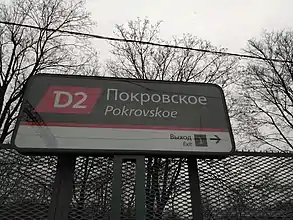 D2 Покровское
Pokrovskoe
Выход
Exit